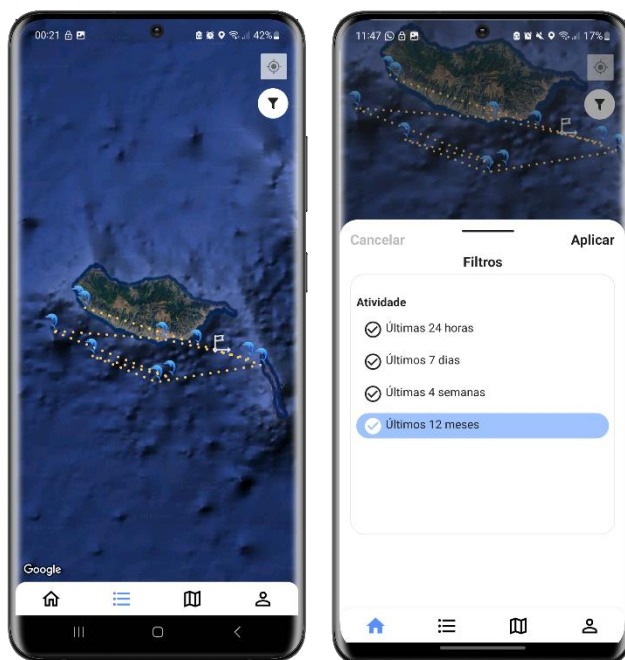 00:21
42%
Google
11:47
17%
Cancelar
Aplicar
Filtros
Atividade
Últimas 24 horas
Últimos 7 dias
Últimas 4 semanas
Últimos 12 meses